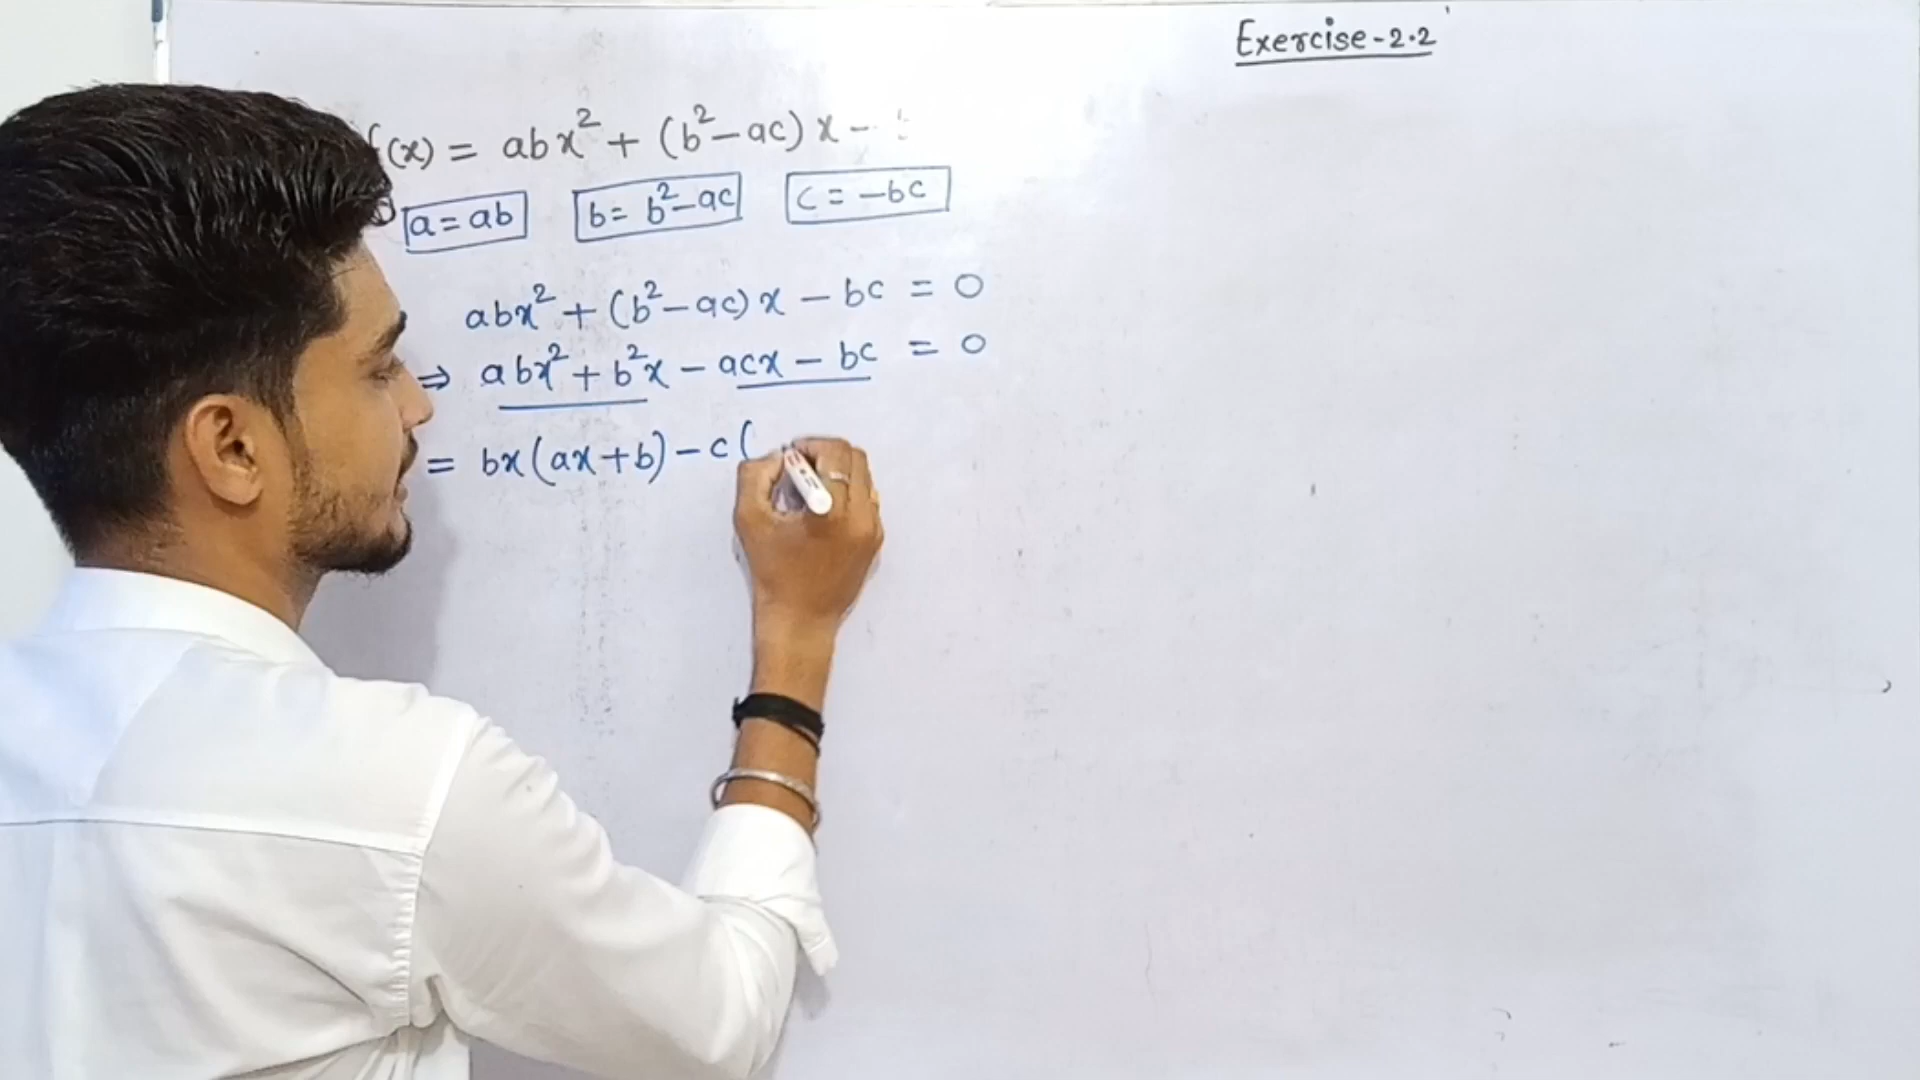 Exercise-2.2
f(x) = abx² + (b²-ac) x -
a = ab b = b²-ac c = -bc
abx² + (b²-ac) x - bc = 0
⇒ abx² + b²x - acx - bc = 0
= bx(ax+b) - c(